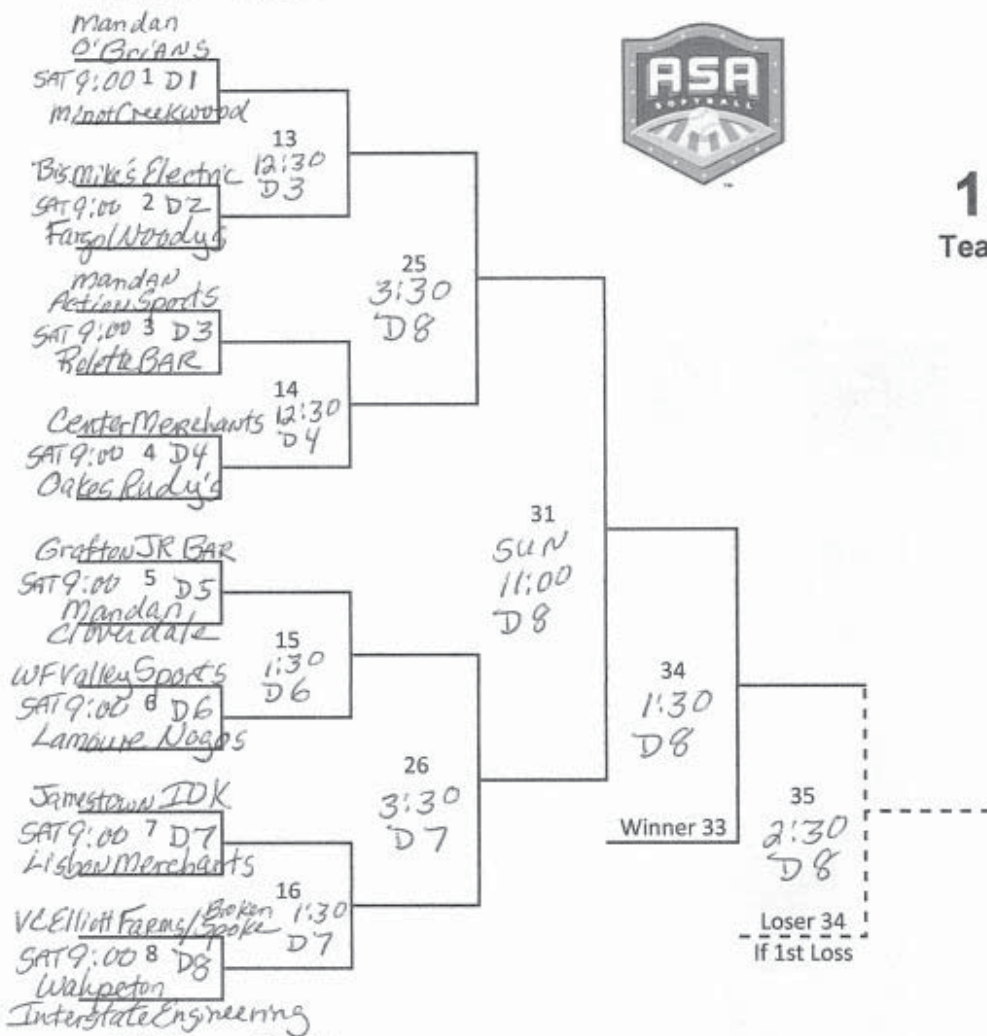 Mandan
O'Brians
SAT 9:00 1 D1
Minot Creekwood
13
12:30
D3
Bis. Mike's Electric
SAT 9:00 2 D2
Fargo Woodys
25
3:30
D8
Mandan
Action Sports
SAT 9:00 3 D3
Rolette BAR
14
12:30
D4
Center Merchants
SAT 9:00 4 D4
Oakes Rudy's
31
SUN
11:00
D8
Grafton JR BAR
SAT 9:00 5 D5
Mandan
Cloverdale
15
1:30
D6
WF Valley Sports
SAT 9:00 6 D6
Lamoure Nogos
34
1:30
D8
26
3:30
D7
Jamestown IDK
SAT 9:00 7 D7
Lisbon Merchants
Winner 33
35
2:30
D8
16
1:30
D7
VC Elliott Farms/Broken Spoke
SAT 9:00 8 D8
Wahpeton
Interstate Engineering
Loser 34
If 1st Loss
ASA
SOFTBALL
TM
1
Tea